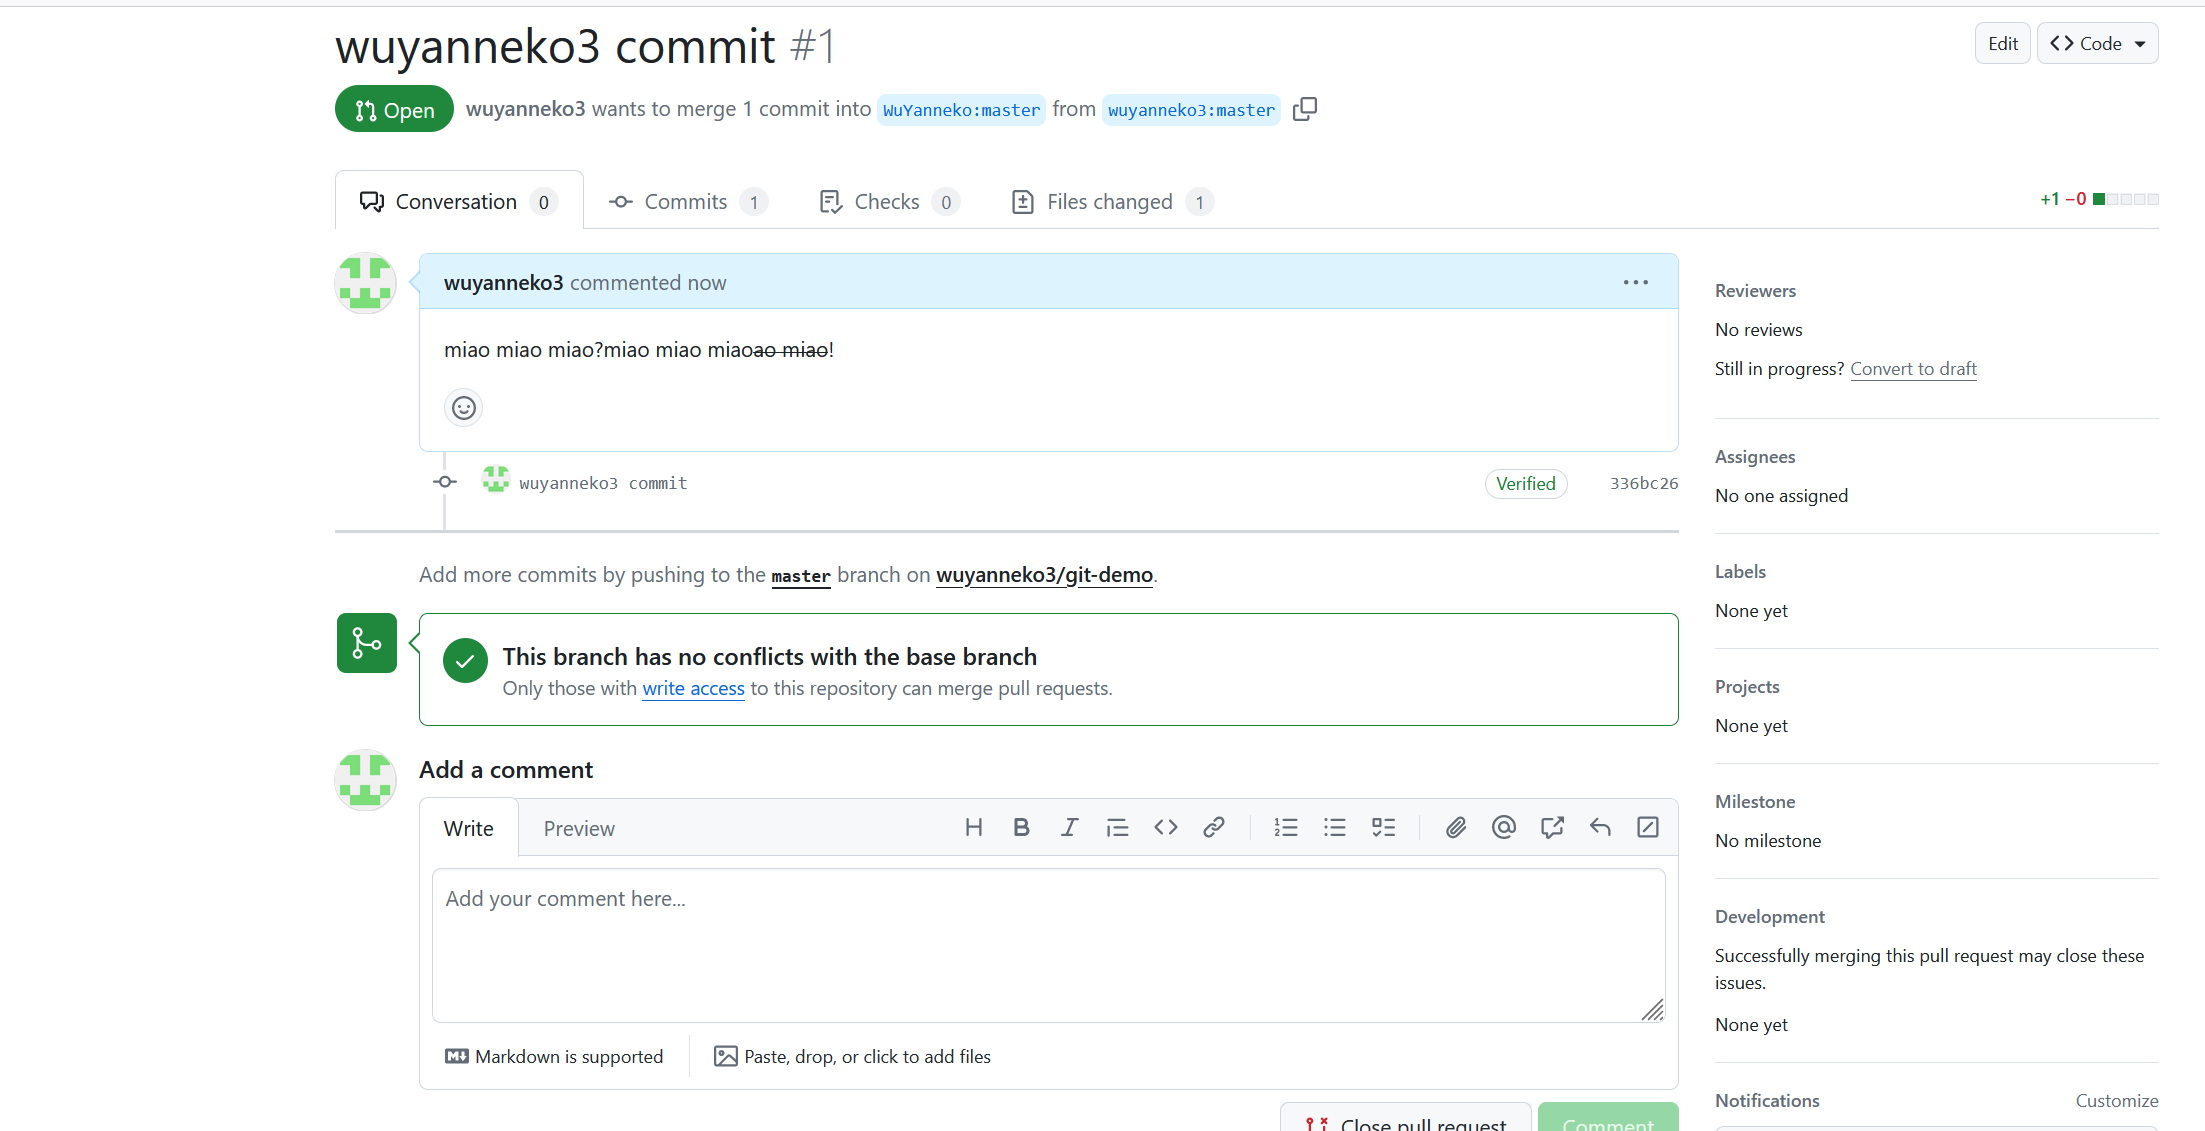 wuyanneko3 commit #1
Edit
Code
Open
wuyanneko3 wants to merge 1 commit into WuYanneko:master from wuyanneko3:master
Conversation 0
Commits 1
Checks 0
Files changed 1
+1 −0
wuyanneko3 commented now
miao miao miao?miao miao miaoao miao!
wuyanneko3 commit
Verified
336bc26
Add more commits by pushing to the master branch on wuyanneko3/git-demo.
This branch has no conflicts with the base branch
Only those with write access to this repository can merge pull requests.
Add a comment
Write
Preview
Add your comment here...
Markdown is supported
Paste, drop, or click to add files
Close pull request
Comment
Reviewers
No reviews
Still in progress? Convert to draft
Assignees
No one assigned
Labels
None yet
Projects
None yet
Milestone
No milestone
Development
Successfully merging this pull request may close these
issues.
None yet
Notifications
Customize